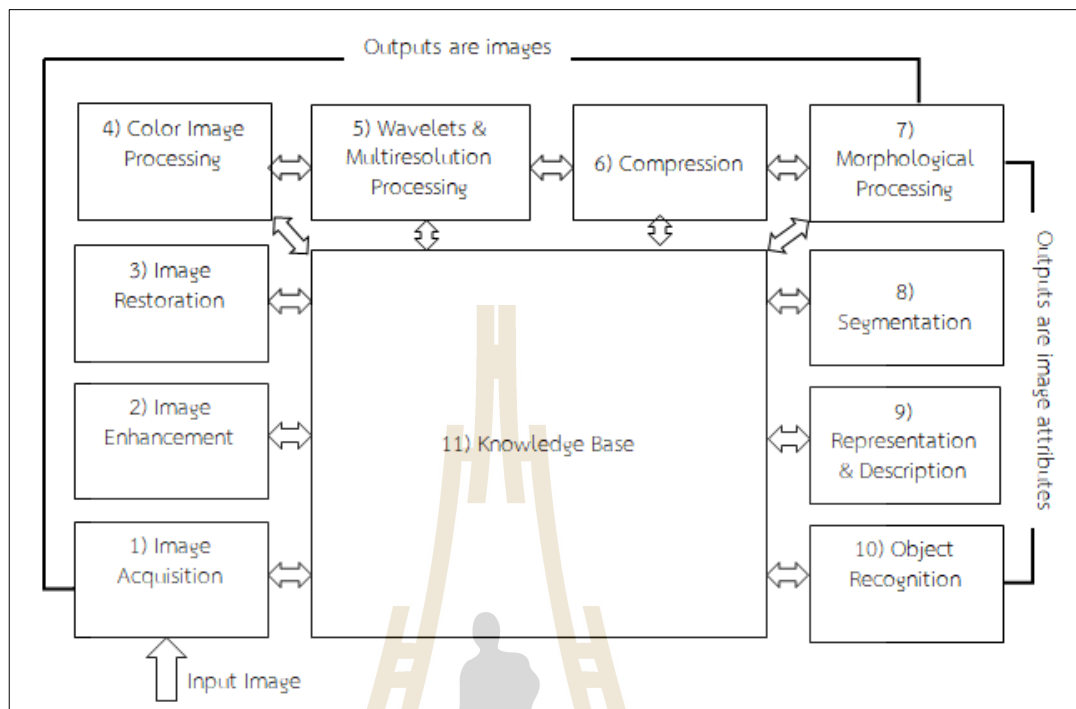 Outputs are images
4) Color Image
Processing
5) Wavelets &
Multiresolution
Processing
6) Compression
7)
Morphological
Processing
3) Image
Restoration
8)
Segmentation
Outputs are image attributes
2) Image
Enhancement
11) Knowledge Base
9)
Representation
& Description
1) Image
Acquisition
10) Object
Recognition
Input Image